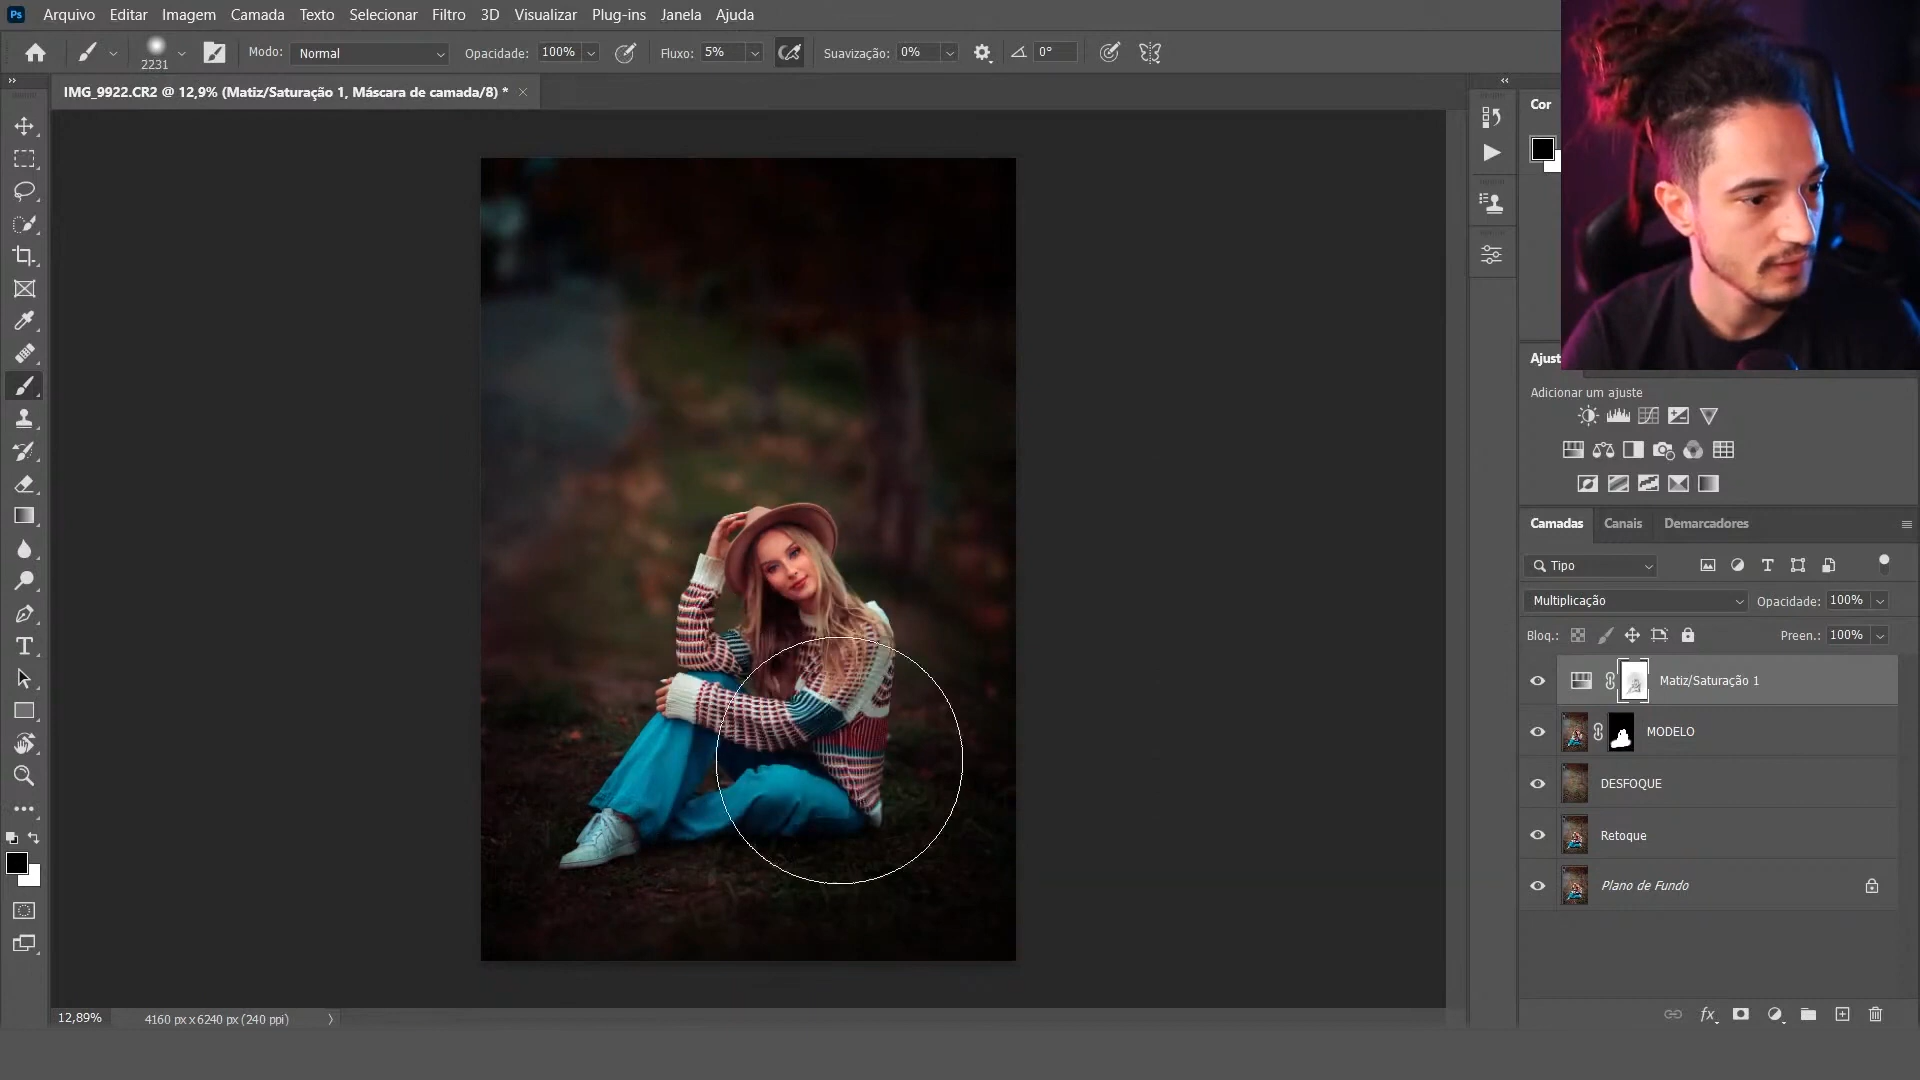 Ps Arquivo Editar Imagem Camada Texto Selecionar Filtro 3D Visualizar Plug-ins Janela Ajuda
2231 Modo: Normal Opacidade: 100% Fluxo: 5% Suavização: 0% 0°
IMG_9922.CR2 @ 12,9% (Matiz/Saturação 1, Máscara de camada/8) *
Cor
Ajust
Adicionar um ajuste
Camadas Canais Demarcadores
Tipo
Multiplicação Opacidade: 100%
Bloq.: Preen.: 100%
Matiz/Saturação 1
MODELO
DESFOQUE
Retoque
Plano de Fundo
fx
12,89% 4160 px x 6240 px (240 ppi)